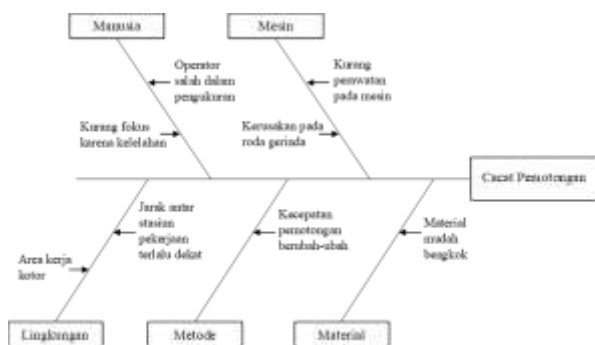 Manusia
Mesin
Operator
salah dalam
pengukuran
Kurang
perawatan
pada mesin
Kurang fokus
karena kelelahan
Kerusakan pada
roda gerinda
Cacat Pemotongan
Jarak antar
stasian
pekerjaan
terlalu dekat
Kecepatan
pemotongan
berubah-ubah
Material
mudah
bengkok
Area kerja
kotor
Lingkungan
Metode
Material